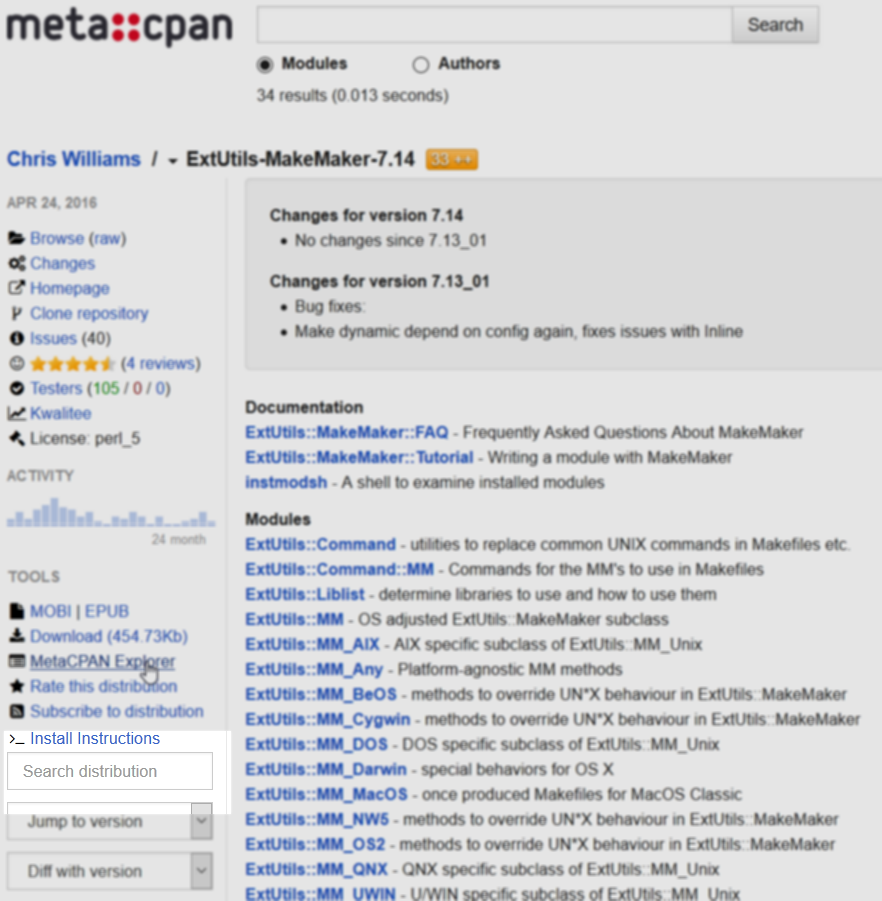 meta::cpan
Search
Modules Authors
34 results (0.013 seconds)
Chris Williams / ExtUtils-MakeMaker-7.14 33 ++
APR 24, 2016
Browse (raw)
Changes
Homepage
Clone repository
Issues (40)
(4 reviews)
Testers (105 / 0 / 0)
Kwalitee
License: perl_5
ACTIVITY
24 month
TOOLS
MOBI | EPUB
Download (454.73Kb)
MetaCPAN Explorer
Rate this distribution
Subscribe to distribution
>_ Install Instructions
Search distribution
Jump to version
Diff with version
Changes for version 7.14
• No changes since 7.13_01
Changes for version 7.13_01
• Bug fixes:
• Make dynamic depend on config again, fixes issues with Inline
Documentation
ExtUtils::MakeMaker::FAQ - Frequently Asked Questions About MakeMaker
ExtUtils::MakeMaker::Tutorial - Writing a module with MakeMaker
instmodsh - A shell to examine installed modules
Modules
ExtUtils::Command - utilities to replace common UNIX commands in Makefiles etc.
ExtUtils::Command::MM - Commands for the MM's to use in Makefiles
ExtUtils::Liblist - determine libraries to use and how to use them
ExtUtils::MM - OS adjusted ExtUtils::MakeMaker subclass
ExtUtils::MM_AIX - AIX specific subclass of ExtUtils::MM_Unix
ExtUtils::MM_Any - Platform-agnostic MM methods
ExtUtils::MM_BeOS - methods to override UN*X behaviour in ExtUtils::MakeMaker
ExtUtils::MM_Cygwin - methods to override UN*X behaviour in ExtUtils::MakeMaker
ExtUtils::MM_DOS - DOS specific subclass of ExtUtils::MM_Unix
ExtUtils::MM_Darwin - special behaviors for OS X
ExtUtils::MM_MacOS - once produced Makefiles for MacOS Classic
ExtUtils::MM_NW5 - methods to override UN*X behaviour in ExtUtils::MakeMaker
ExtUtils::MM_OS2 - methods to override UN*X behaviour in ExtUtils::MakeMaker
ExtUtils::MM_QNX - QNX specific subclass of ExtUtils::MM_Unix
ExtUtils::MM_UWIN - U/WIN specific subclass of ExtUtils::MM_Unix